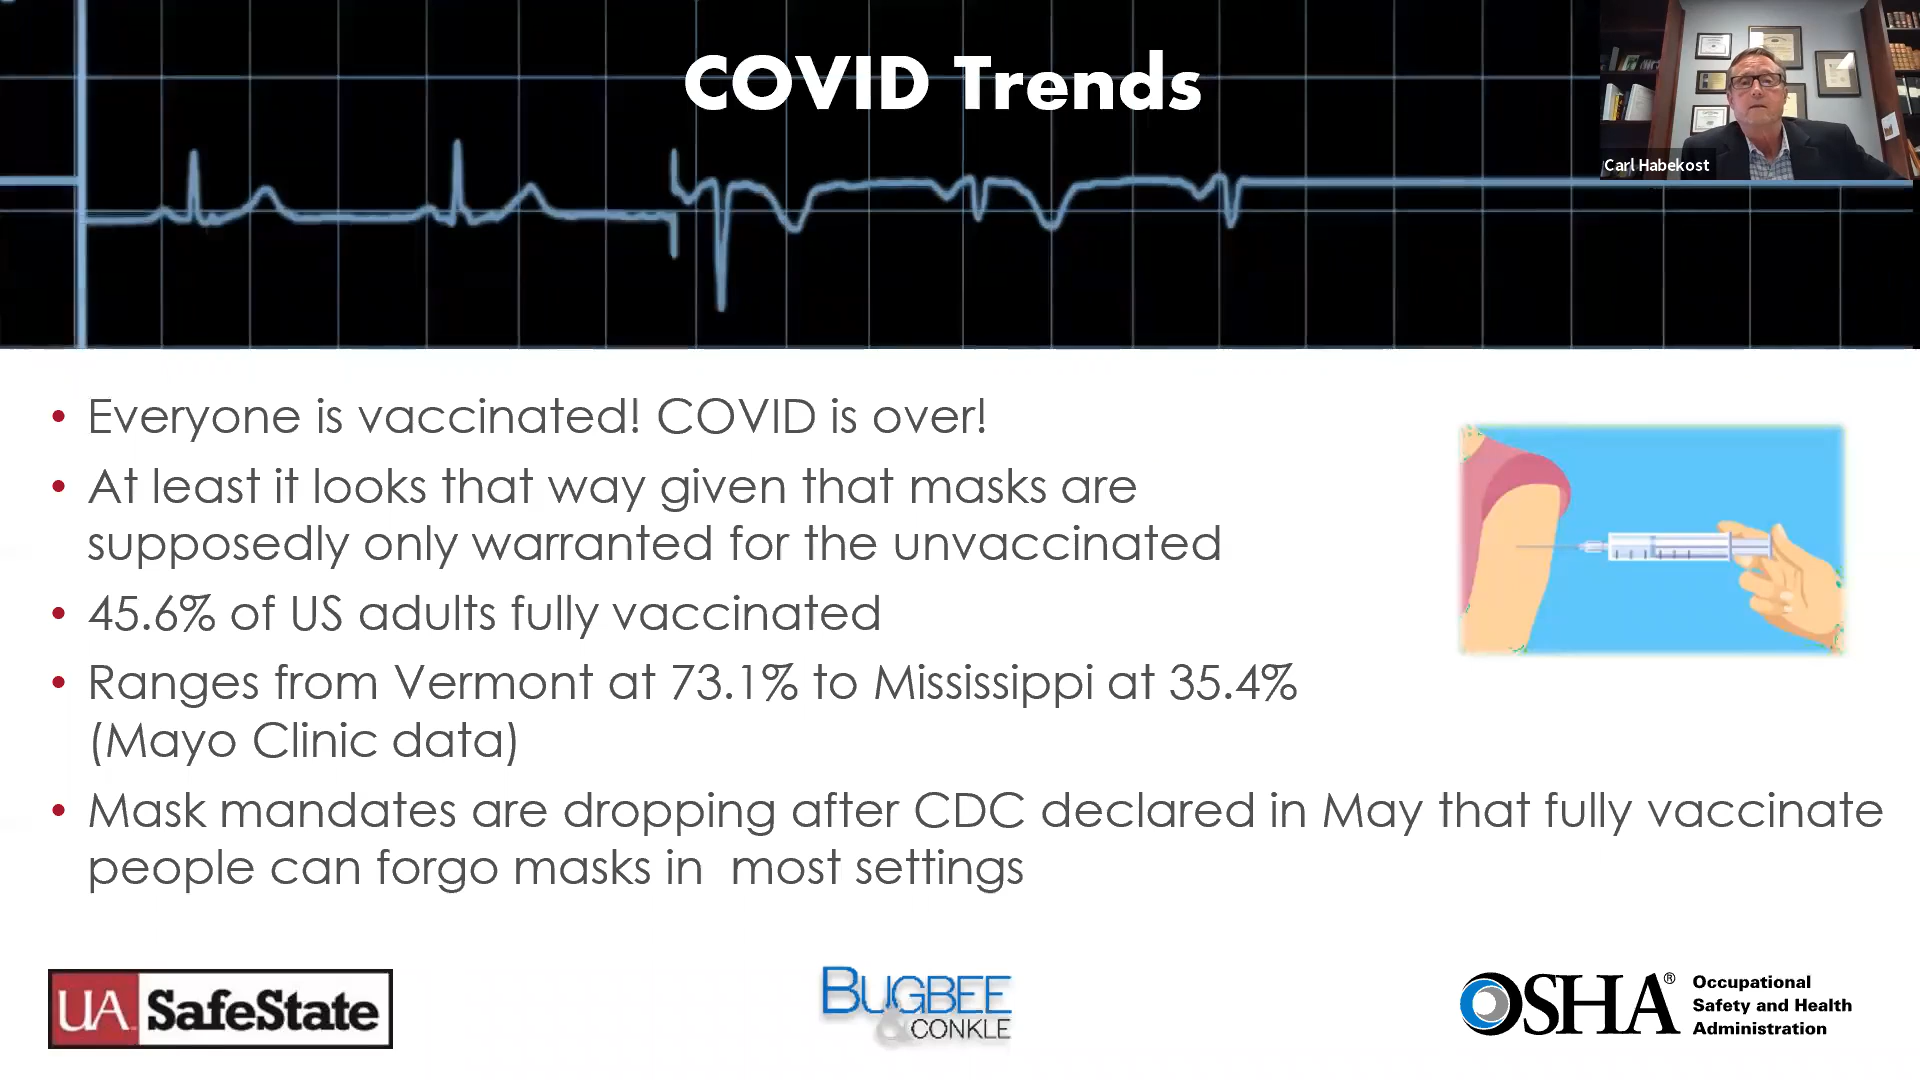 COVID Trends
Carl Habekost
• Everyone is vaccinated! COVID is over!
• At least it looks that way given that masks are
supposedly only warranted for the unvaccinated
• 45.6% of US adults fully vaccinated
• Ranges from Vermont at 73.1% to Mississippi at 35.4%
(Mayo Clinic data)
• Mask mandates are dropping after CDC declared in May that fully vaccinate
people can forgo masks in  most settings
UA SafeState
BUGBEE
& CONKLE
OSHA®
Occupational
Safety and Health
Administration